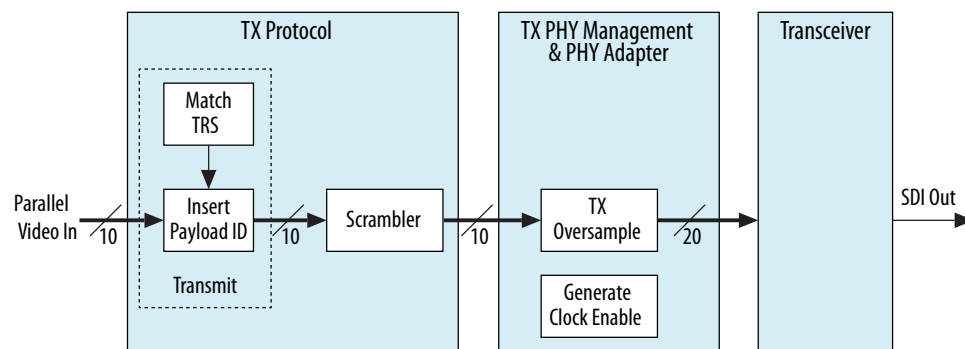 TX Protocol
TX PHY Management
& PHY Adapter
Transceiver
Match
TRS
Parallel
Video In
10
Insert
Payload ID
10
Scrambler
10
TX
Oversample
20
SDI Out
Transmit
Generate
Clock Enable